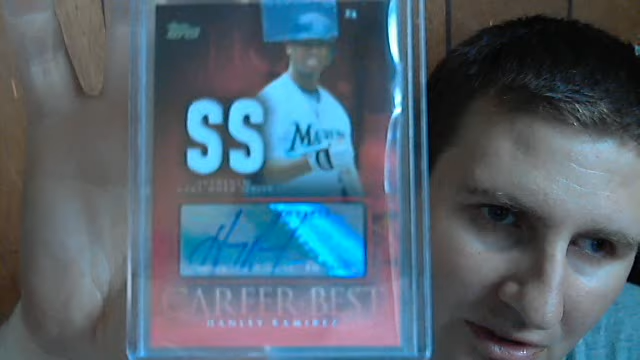 Topps
SS
MARLINS
CAREER BEST
HANLEY RAMIREZ